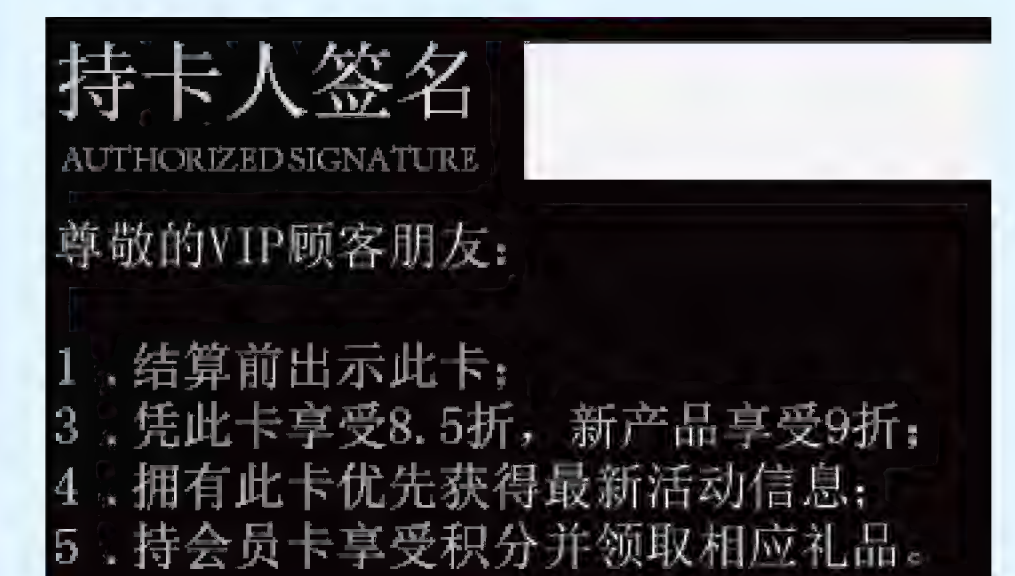 持卡人签名
AUTHORIZED SIGNATURE
尊敬的VIP顾客朋友:
1.结算前出示此卡;
3.凭此卡享受8.5折，新产品享受9折;
4.拥有此卡优先获得最新活动信息;
5.持会员卡享受积分并领取相应礼品。